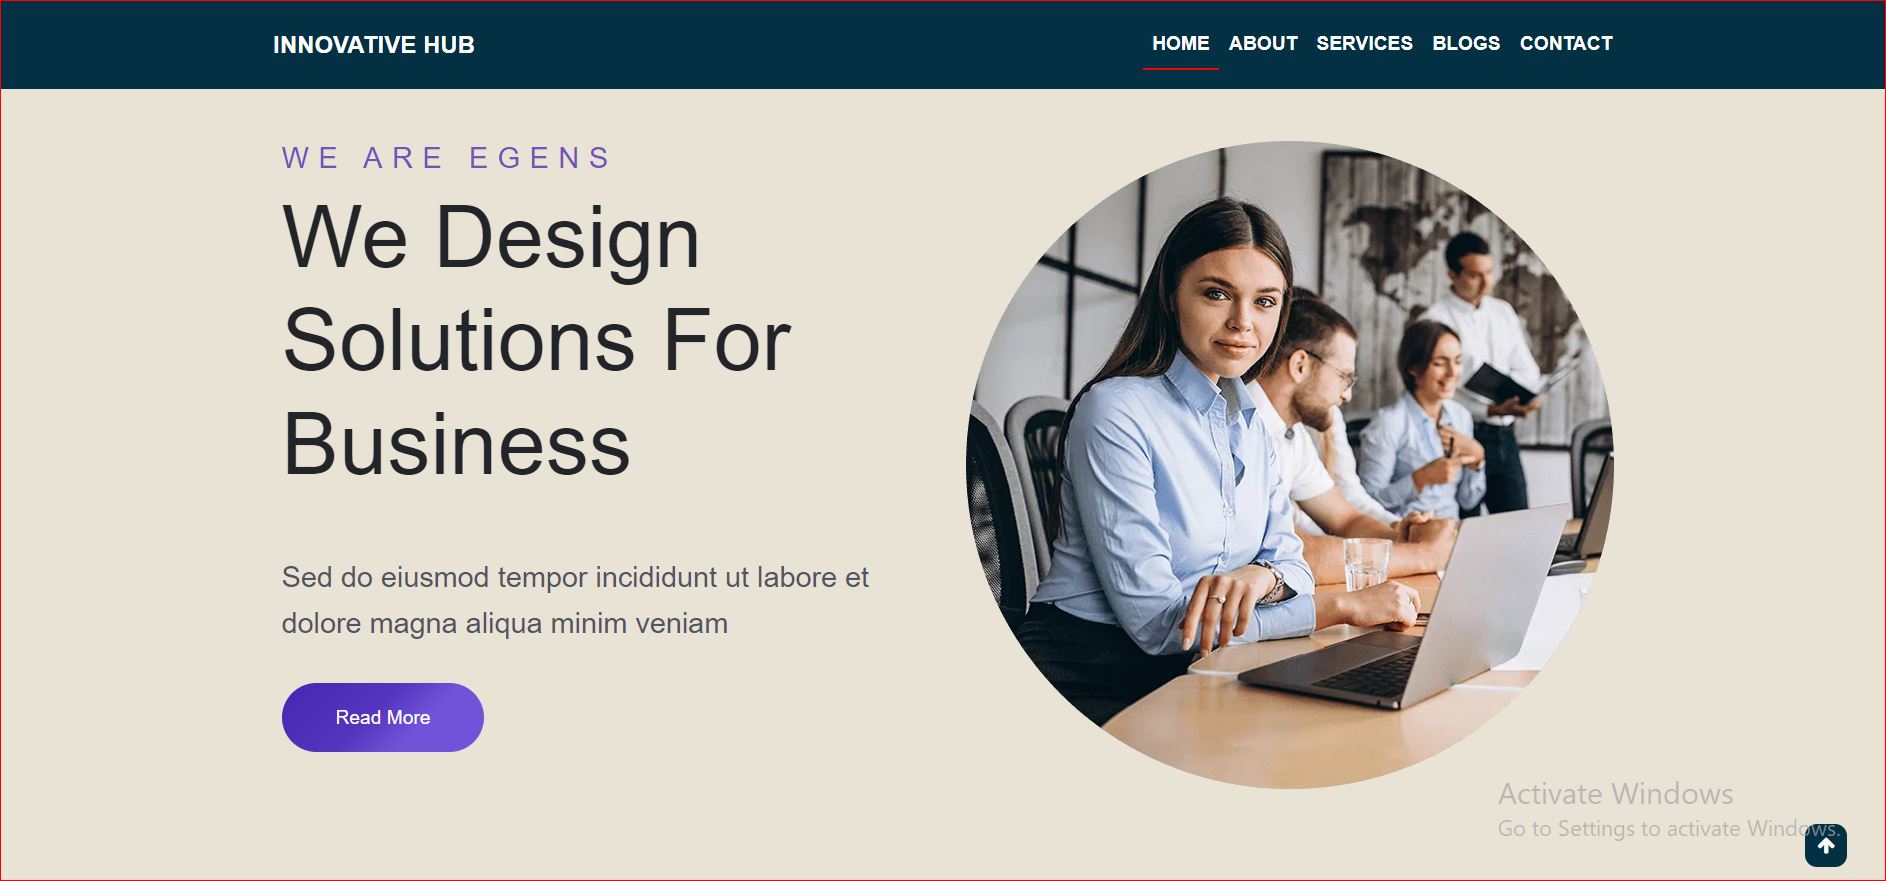 INNOVATIVE HUB
HOME ABOUT SERVICES BLOGS CONTACT
WE ARE EGENS
We Design
Solutions For
Business
Sed do eiusmod tempor incididunt ut labore et
dolore magna aliqua minim veniam
Read More
Activate Windows
Go to Settings to activate Windows.